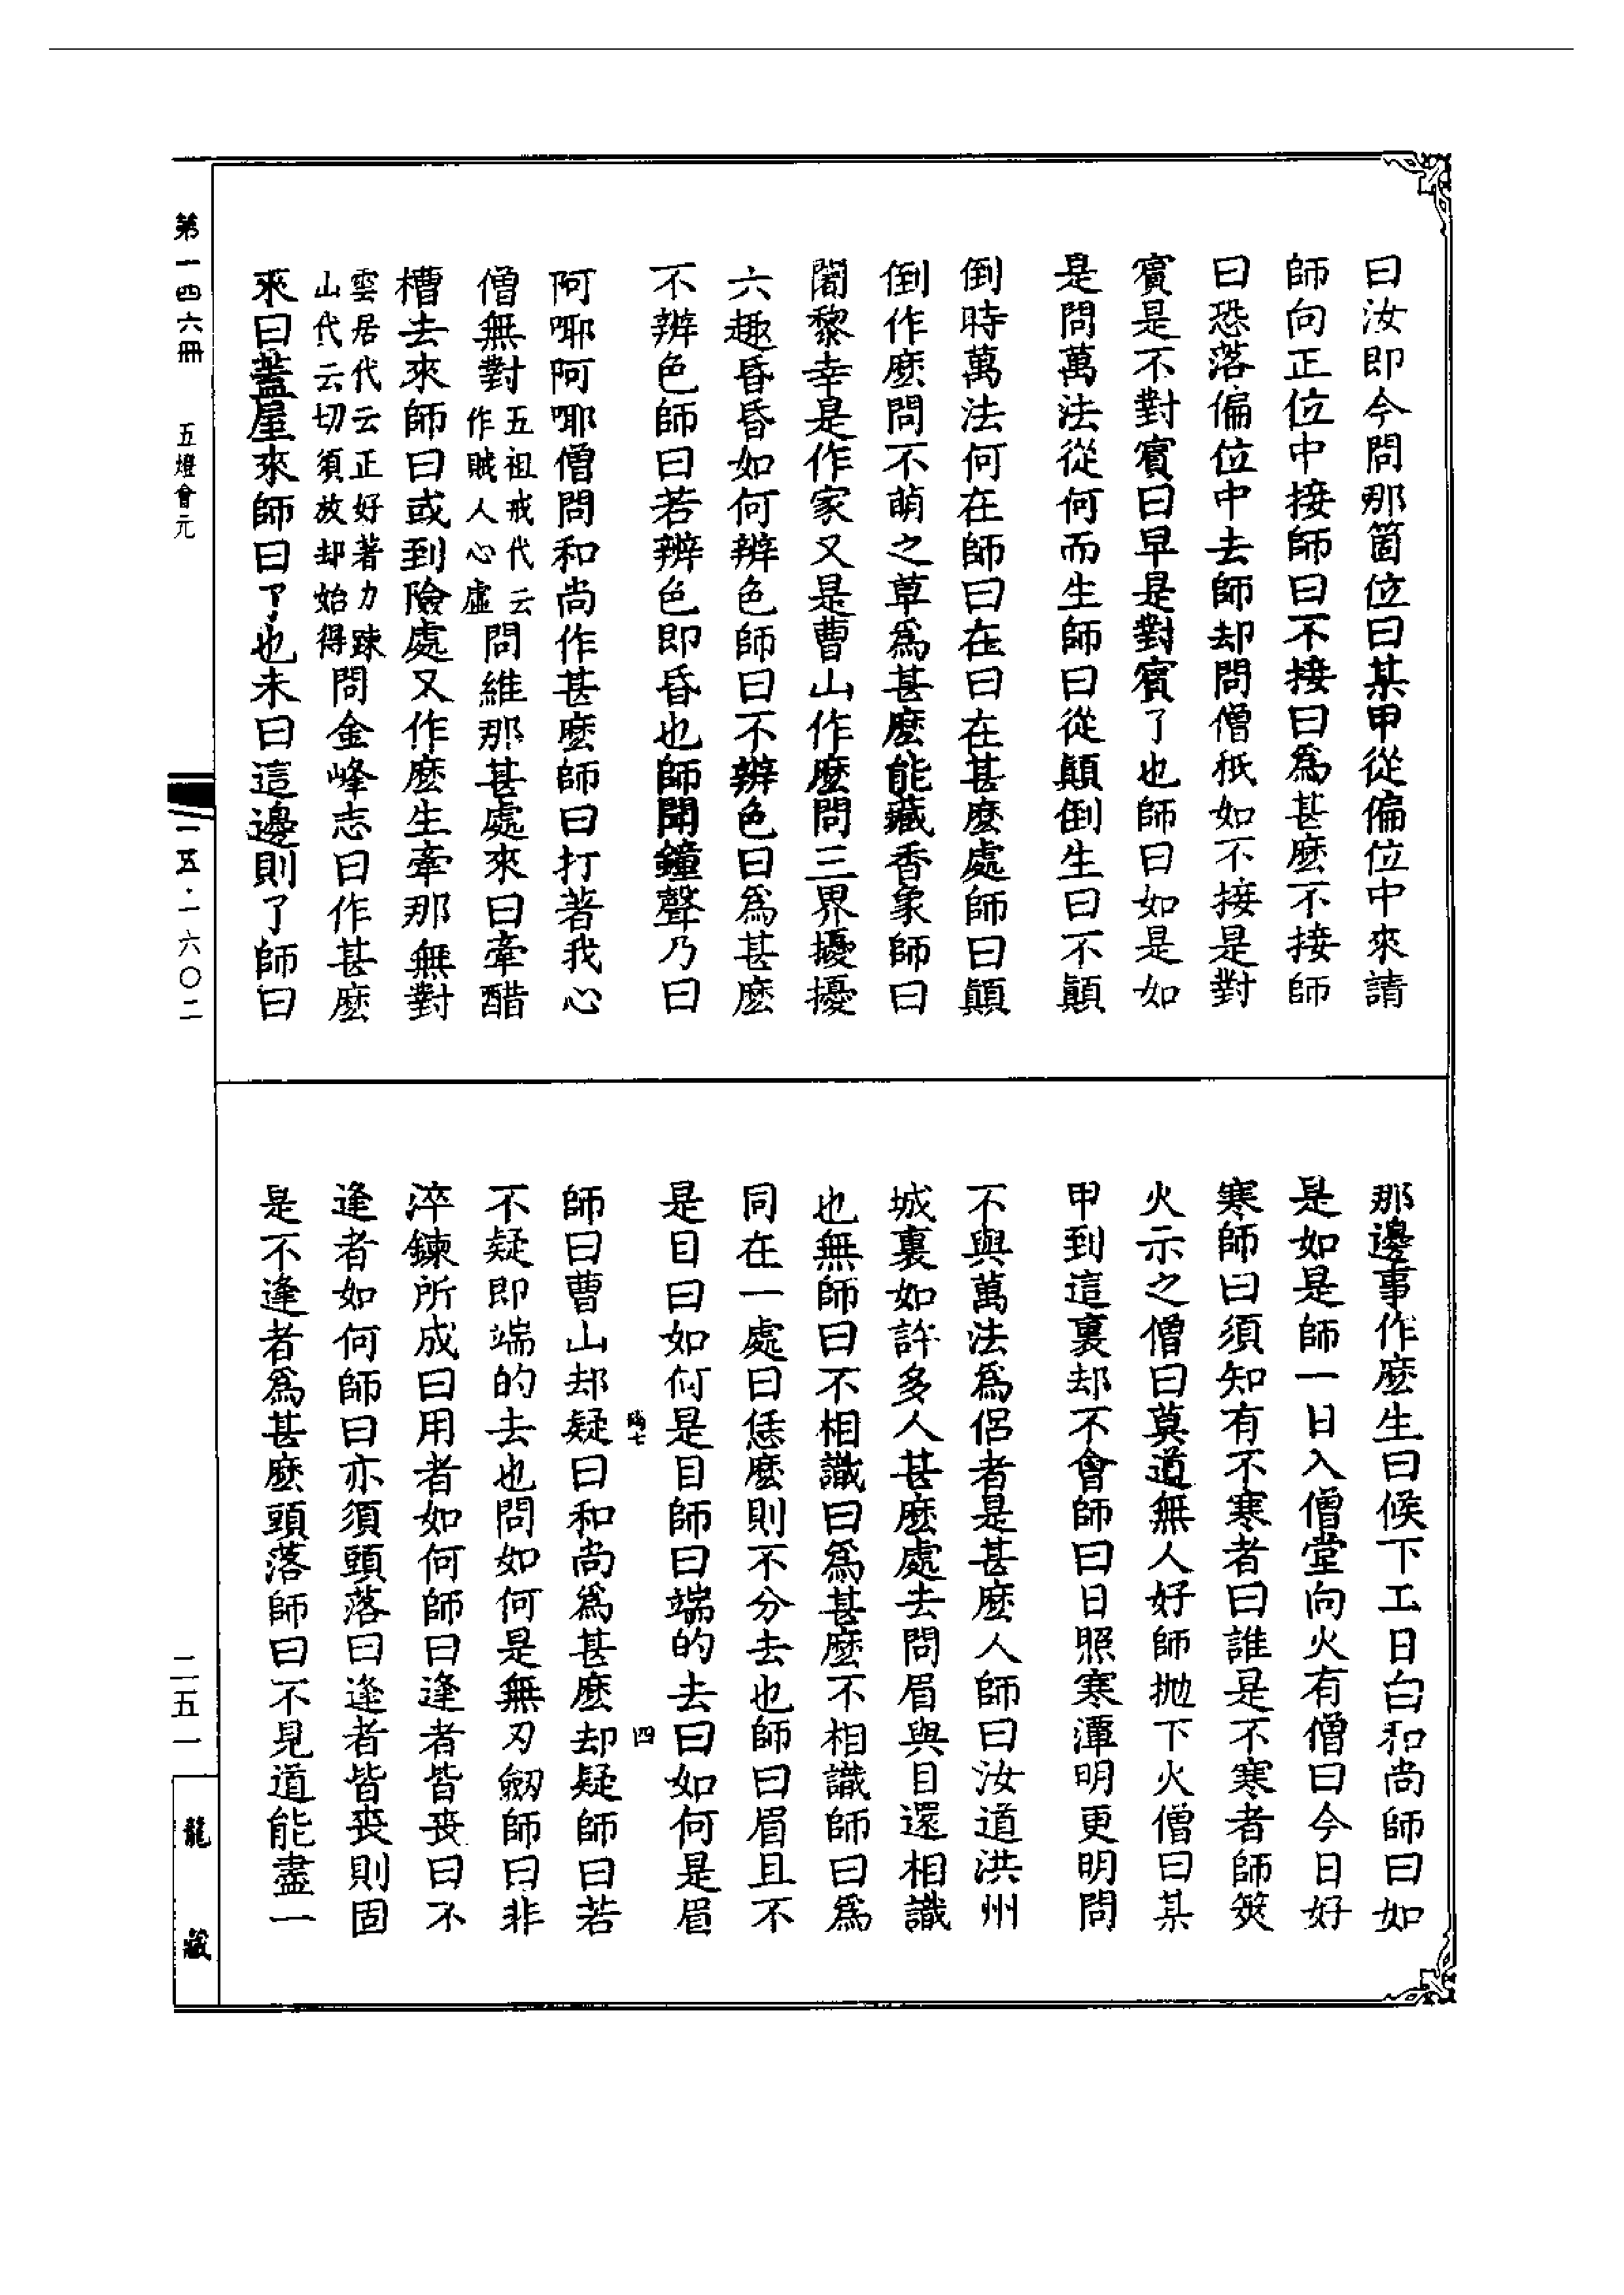 曰汝即今問那箇位曰某甲從偏位中來請
師向正位中接師曰不接曰爲甚麽不接師
曰恐落偏位中去師却問僧祇如不接是對
賓是不對賓曰早是對賓了也師曰如是如
是問萬法從何而生師曰從顛倒生曰不顛
倒時萬法何在師曰在曰在甚麽處師曰顛
倒作麽問不萌之草爲甚麽能藏香象師曰
闍黎幸是作家又是曹山作麽問三界擾擾
六趣昏昏如何辨色師曰不辨色曰爲甚麽
不辨色師曰若辨色即昏也師聞鐘聲乃曰
阿㖿阿㖿僧問和尚作甚麽師曰打著我心
僧無對五祖戒代云作賊人心虛問維那甚處來曰牽醋
槽去來師曰或到險處又作麽生牽那無對
雲居代云正好著力踈山代云切須放却始得問金峰志曰作甚麽
來曰蓋屋來師曰了也未曰這邊則了師曰
那邊事作麽生曰候下工日白和尚師曰如
是如是師一日入僧堂向火有僧曰今日好
寒師曰須知有不寒者曰誰是不寒者師筴
火示之僧曰莫道無人好師抛下火僧曰某
甲到這裏却不會師曰日照寒潭明更明問
不與萬法爲侶者是甚麽人師曰汝道洪州
城裏如許多人甚麽處去問眉與目還相識
也無師曰不相識曰爲甚麽不相識師曰爲
同在一處曰恁麽則不分去也師曰眉且不
是目曰如何是目師曰端的去曰如何是眉
師曰曹山却疑曰和尚爲甚麽却疑師曰若
不疑即端的去也問如何是無刃劒師曰非
淬鍊所成曰用者如何師曰逢者皆喪曰不
逢者如何師曰亦須頭落曰逢者皆喪則固
是不逢者爲甚麽頭落師曰不見道能盡一
四
第一四六冊
五燈會元
一五五·一六〇二
二五一
龍藏